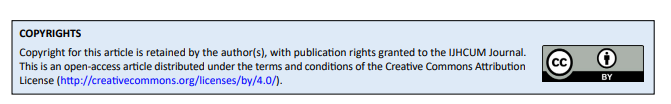 COPYRIGHTS
Copyright for this article is retained by the author(s), with publication rights granted to the IJHCUM Journal.
This is an open-access article distributed under the terms and conditions of the Creative Commons Attribution
License (http://creativecommons.org/licenses/by/4.0/).
cc
BY